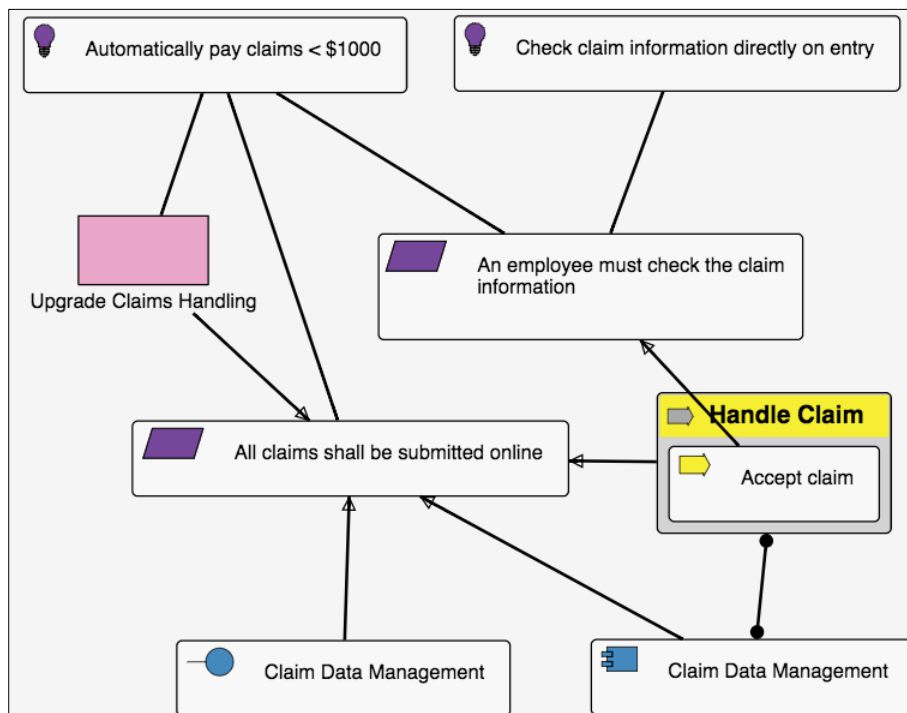 Automatically pay claims < $1000
Check claim information directly on entry
Upgrade Claims Handling
An employee must check the claim
information
Handle Claim
All claims shall be submitted online
Accept claim
Claim Data Management
Claim Data Management